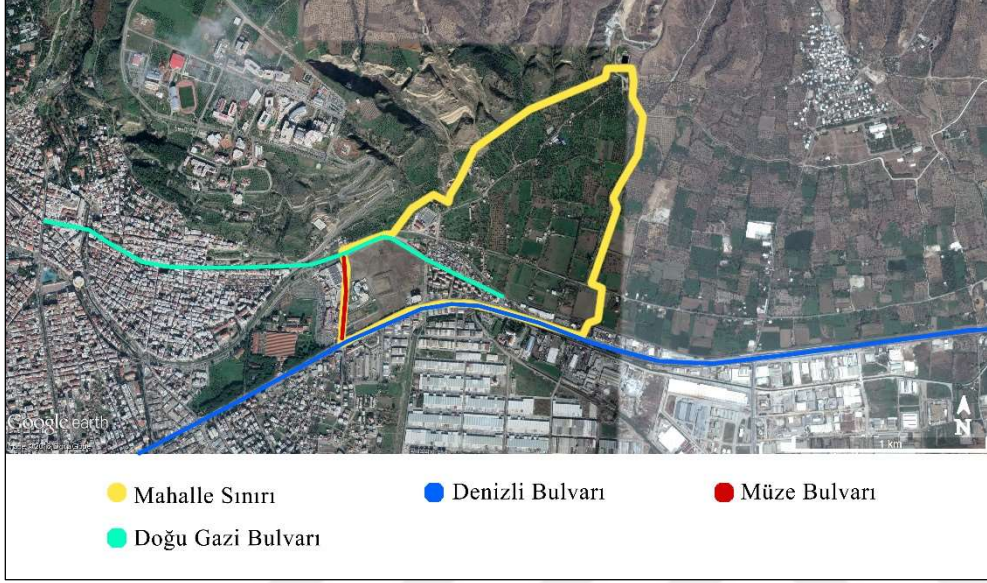 Google earth
N
1 km
Mahalle Sınırı
Denizli Bulvarı
Müze Bulvarı
Doğu Gazi Bulvarı